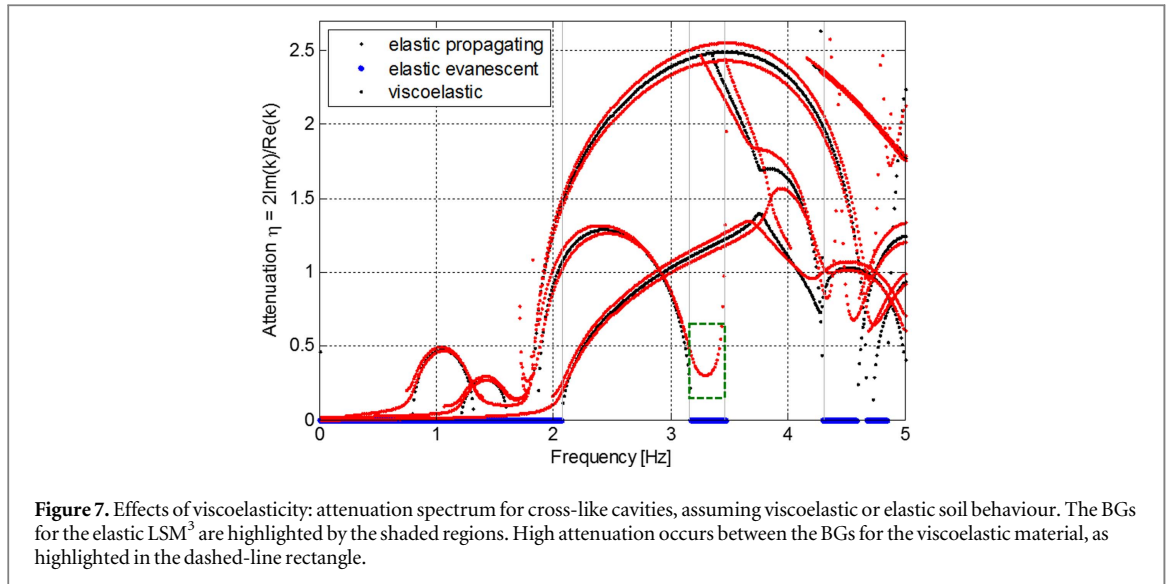 elastic propagating
elastic evanescent
viscoelastic
Attenuation η = 2Im(k)/Re(k)
2.5
2
1.5
1
0.5
0
0 1 2 3 4 5
Frequency [Hz]
Figure 7. Effects of viscoelasticity: attenuation spectrum for cross-like cavities, assuming viscoelastic or elastic soil behaviour. The BGs
for the elastic LSM³ are highlighted by the shaded regions. High attenuation occurs between the BGs for the viscoelastic material, as
highlighted in the dashed-line rectangle.